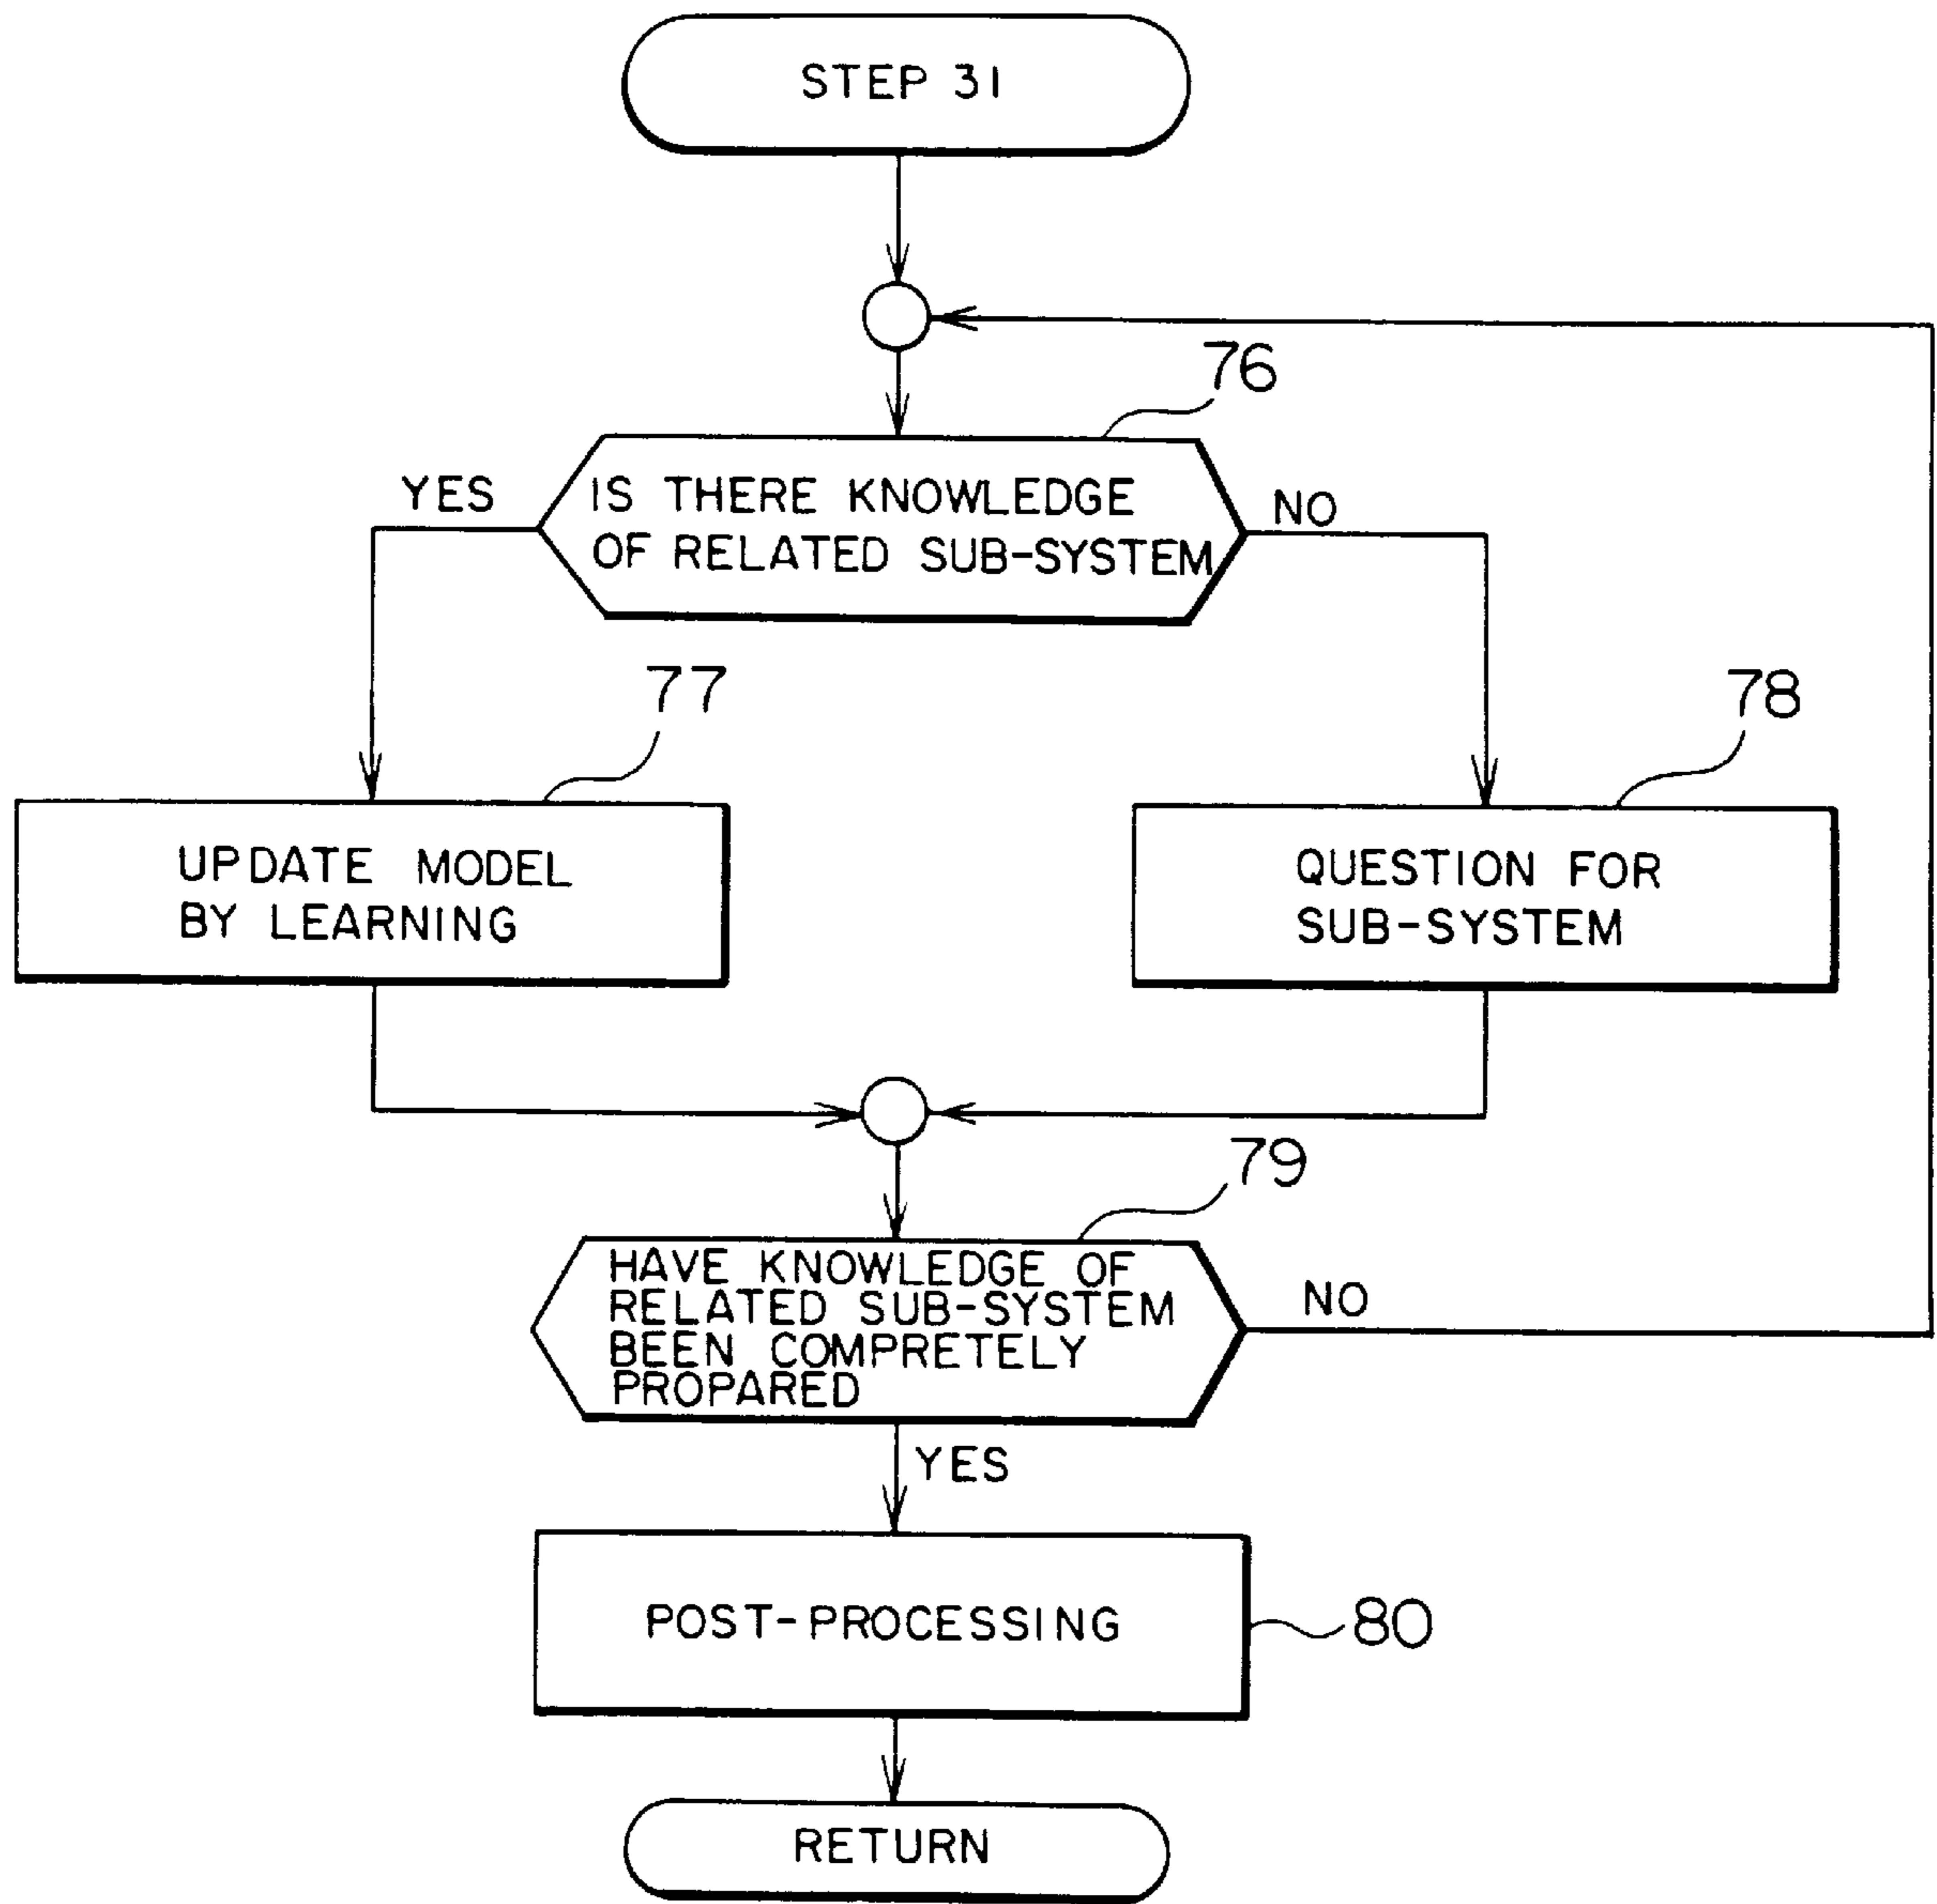 STEP 31
76
YES
IS THERE KNOWLEDGE
OF RELATED SUB-SYSTEM
NO
77
78
UPDATE MODEL
BY LEARNING
QUESTION FOR
SUB-SYSTEM
79
HAVE KNOWLEDGE OF
RELATED SUB-SYSTEM
BEEN COMPRETELY
PROPARED
NO
YES
POST-PROCESSING
80
RETURN